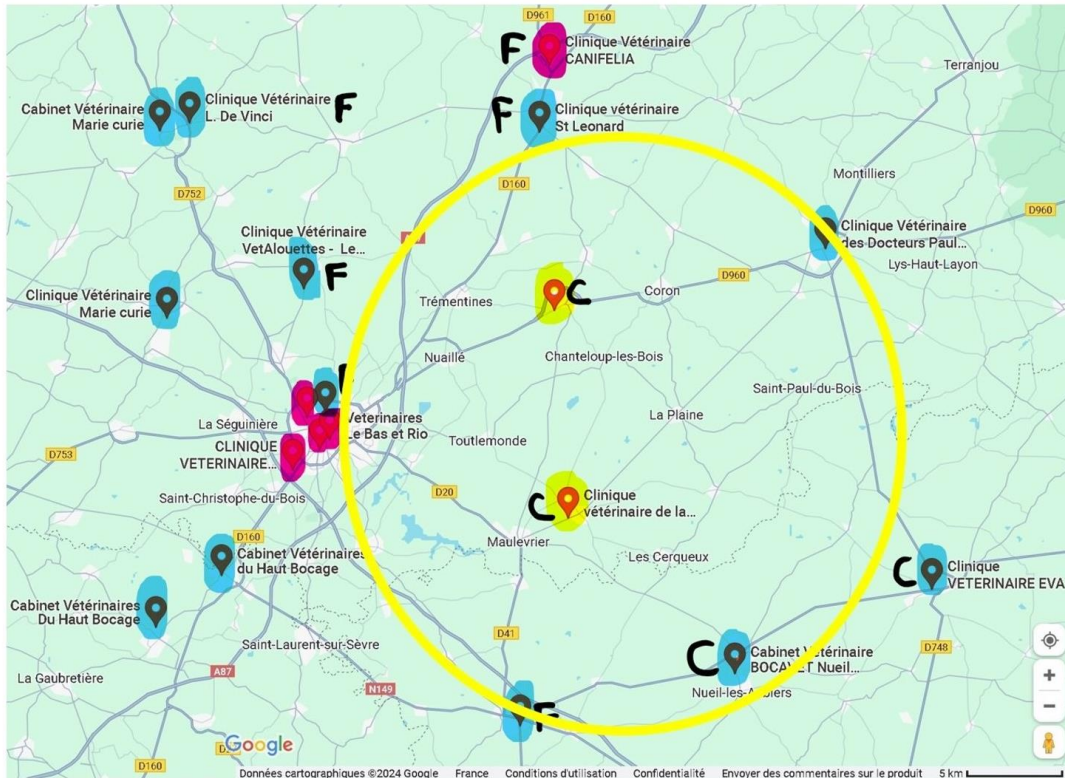 D961
D160
F
Clinique Vétérinaire
CANIFELIA
Terranjou
Cabinet Vétérinaire
Marie curie
Clinique Vétérinaire
L. De Vinci
F
F
Clinique vétérinaire
St Leonard
D160
D752
Montilliers
D960
Clinique Vétérinaire
VetAlouettes - Le...
F
Clinique Vétérinaire
des Docteurs Paul...
Lys-Haut-Layon
D960
Clinique Vétérinaire
Marie curie
Trémentines
C
Coron
Nuaillé
Chanteloup-les-Bois
Saint-Paul-du-Bois
La Séguinière
Veterinaires
Le Bas et Rio
La Plaine
Toutlemonde
CLINIQUE
VETERINAIRE...
D753
D20
Saint-Christophe-du-Bois
C
Clinique
vétérinaire de la...
D160
Maulevrier
Les Cerqueux
Cabinet Vétérinaires
du Haut Bocage
C
Clinique
VETERINAIRE EVA
Cabinet Vétérinaires
Du Haut Bocage
D41
Saint-Laurent-sur-Sèvre
D748
C
Cabinet Vétérinaire
BOCAVET Nueil...
La Gaubretière
A87
N149
Nueil-les-Aubiers
F
Google
D160
Données cartographiques ©2024 Google France Conditions d'utilisation Confidentialité Envoyer des commentaires sur le produit 5 km